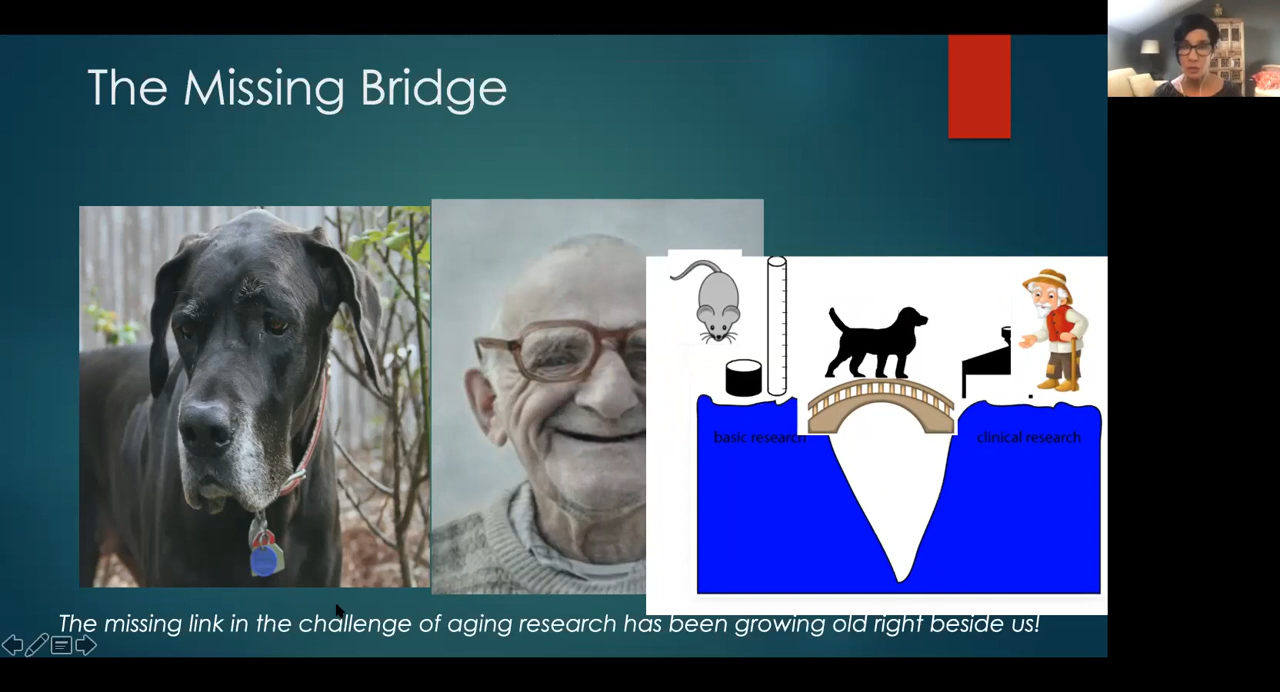 The Missing Bridge
basic research
clinical research
The missing link in the challenge of aging research has been growing old right beside us!